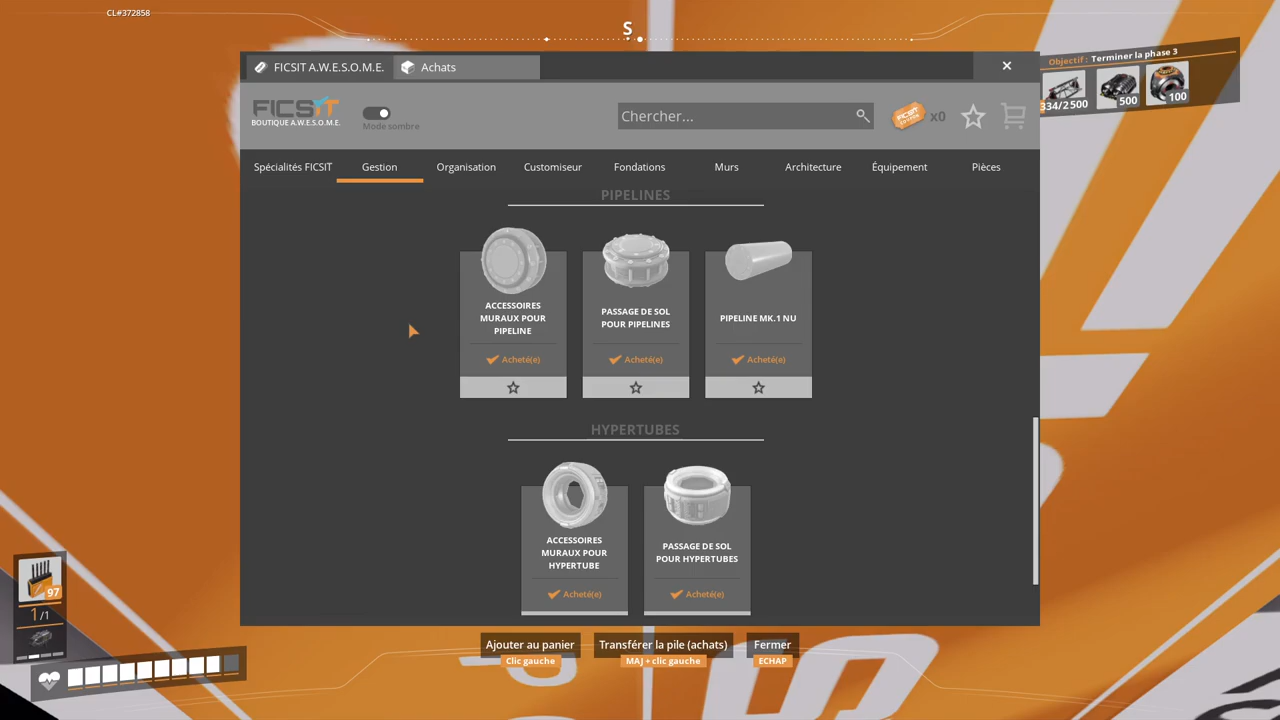 CL#372858
S
FICSIT A.W.E.S.O.M.E.
Achats
Objectif : Terminer la phase 3
334/2500
500
100
FICSIT
BOUTIQUE A.W.E.S.O.M.E.
Mode sombre
Chercher...
x0
Spécialités FICSIT
Gestion
Organisation
Customiseur
Fondations
Murs
Architecture
Équipement
Pièces
PIPELINES
ACCESSOIRES
MURAUX POUR
PIPELINE
Acheté(e)
PASSAGE DE SOL
POUR PIPELINES
Acheté(e)
PIPELINE MK.1 NU
Acheté(e)
HYPERTUBES
ACCESSOIRES
MURAUX POUR
HYPERTUBE
Acheté(e)
PASSAGE DE SOL
POUR HYPERTUBES
Acheté(e)
97
1/1
Ajouter au panier
Clic gauche
Transférer la pile (achats)
MAJ + clic gauche
Fermer
ECHAP